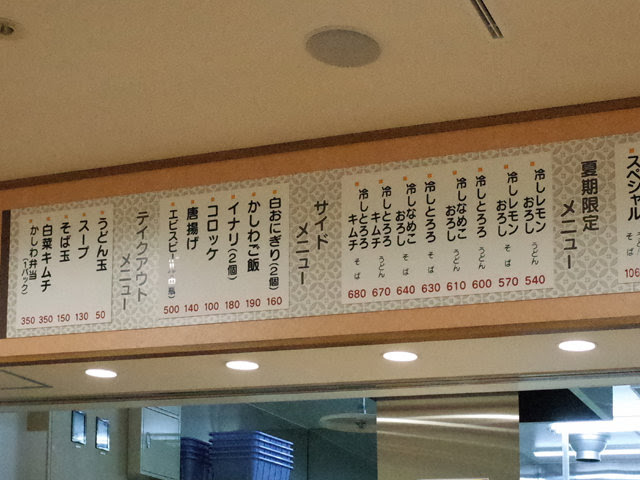 スペシャル
106
夏期限定
メニュー
冷しレモン
おろし
うどん
540
冷しレモン
おろし
そば
570
冷しとろろ
うどん
600
冷しなめこ
おろし
うどん
610
冷しとろろ
そば
630
冷しなめこ
おろし
そば
640
冷しとろろ
キムチ
うどん
670
冷しとろろ
キムチ
そば
680
サイド
メニュー
白おにぎり(2個)
160
かしわご飯
190
イナリ(2個)
180
コロッケ
100
唐揚げ
140
エビスビール
500
テイクアウト
メニュー
うどん玉
50
スープ
130
そば玉
150
白菜キムチ
350
かしわ弁当
(1パック)
350